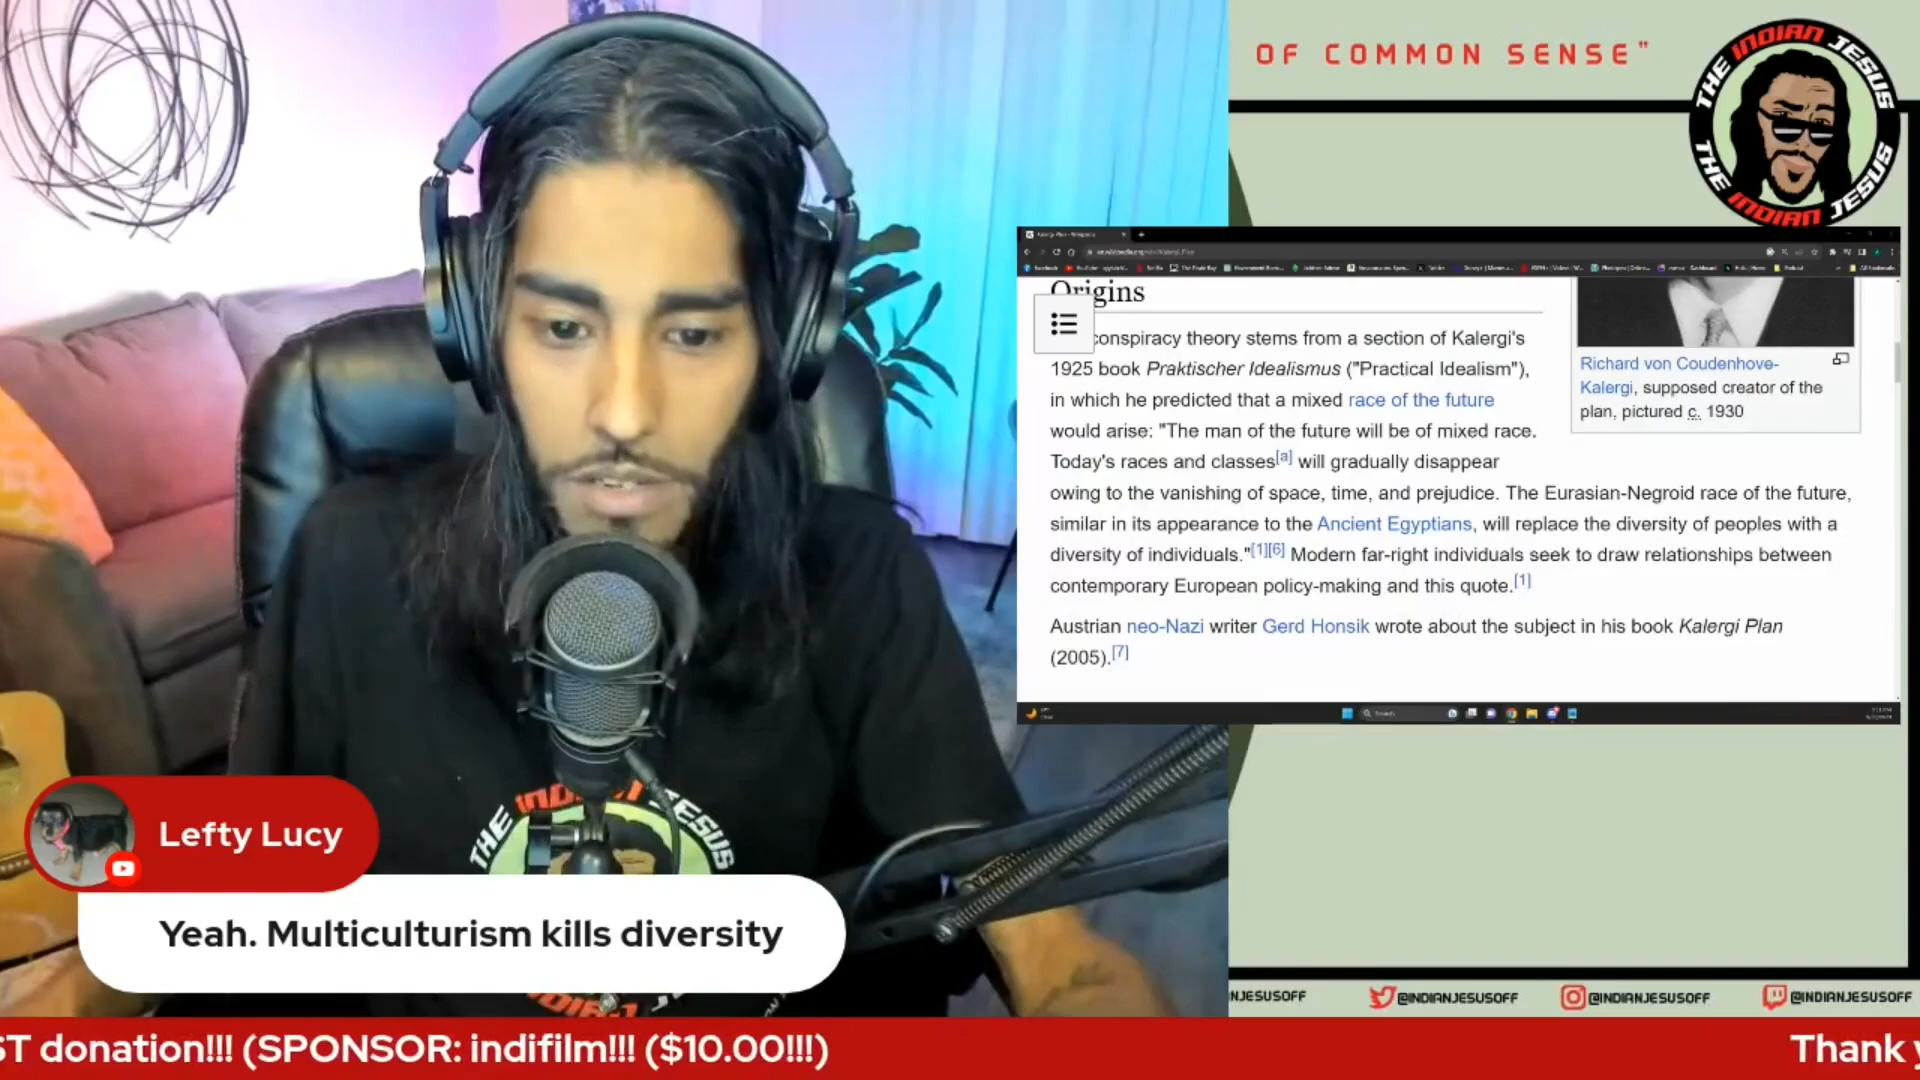 OF COMMON SENSE"
THE INDIAN JESUS
THE INDIAN JESUS
Origins
conspiracy theory stems from a section of Kalergi's
1925 book Praktischer Idealismus ("Practical Idealism"),
in which he predicted that a mixed race of the future
would arise: "The man of the future will be of mixed race.
Today's races and classes[a] will gradually disappear
owing to the vanishing of space, time, and prejudice. The Eurasian-Negroid race of the future,
similar in its appearance to the Ancient Egyptians, will replace the diversity of peoples with a
diversity of individuals."[1][6] Modern far-right individuals seek to draw relationships between
contemporary European policy-making and this quote.[1]
Austrian neo-Nazi writer Gerd Honsik wrote about the subject in his book Kalergi Plan
(2005).[7]
Richard von Coudenhove-
Kalergi, supposed creator of the
plan, pictured c. 1930
Search
THE INDIAN JESUS
Lefty Lucy
Yeah. Multiculturism kills diversity
NJESUSOFF
@INDIANJESUSOFF
@INDIANJESUSOFF
@INDIANJESUSOFF
ST donation!!! (SPONSOR: indifilm!!! ($10.00!!!)
Thank y